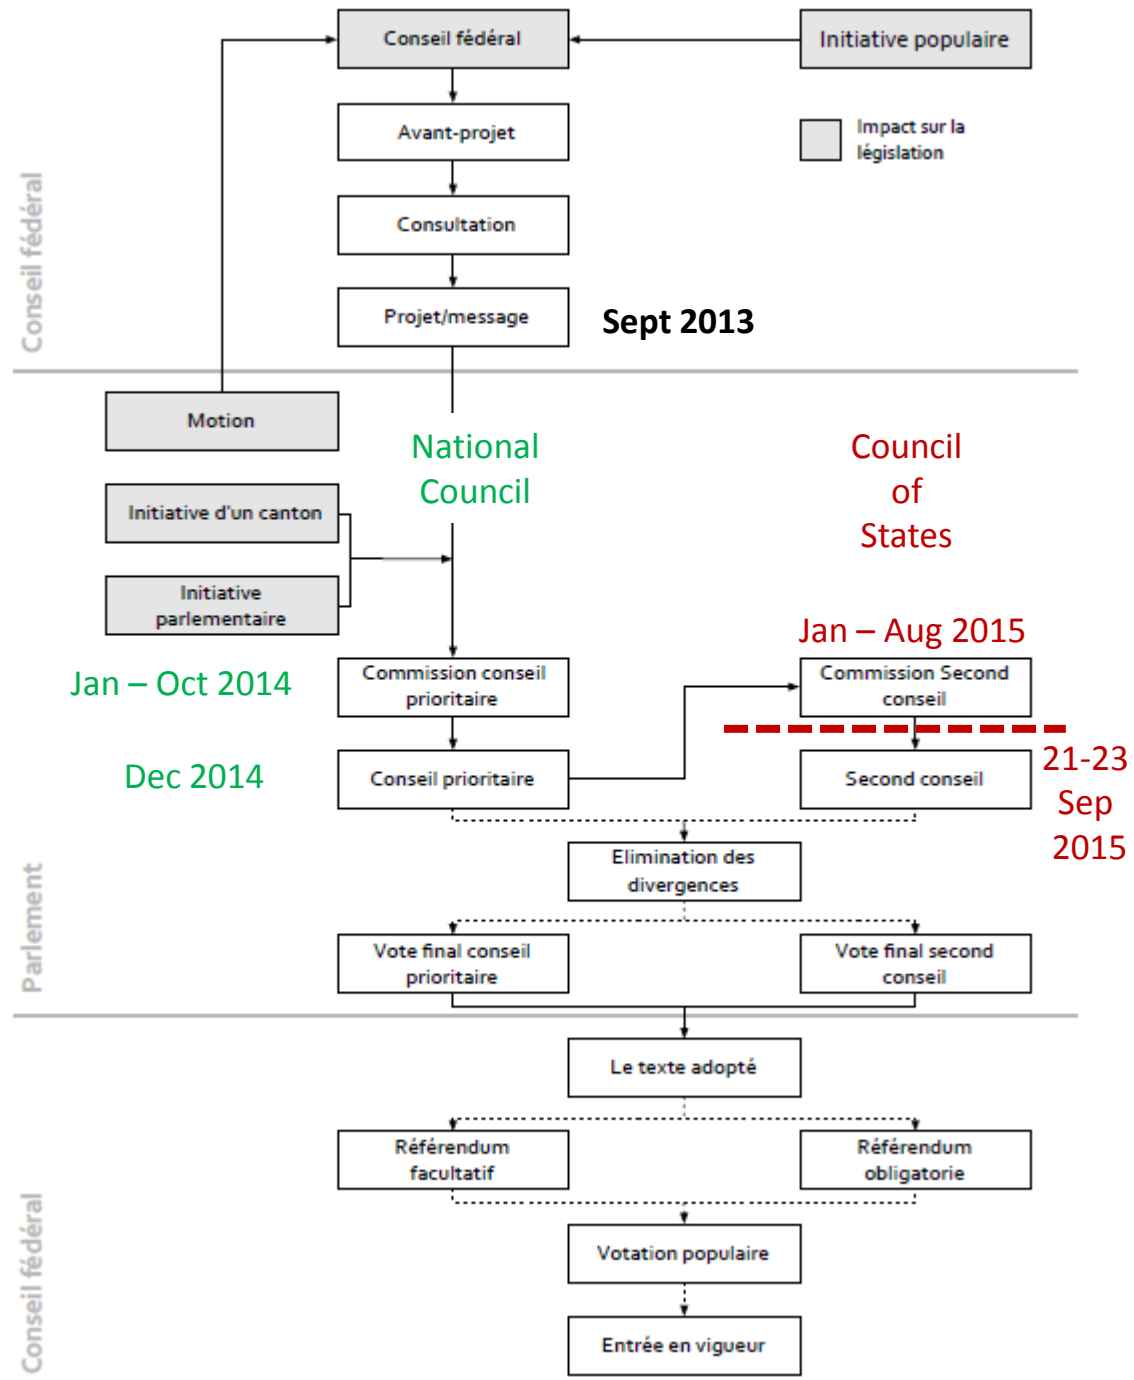 Conseil fédéral
Initiative populaire
Avant-projet
Impact sur la
législation
Consultation
Projet/message
Sept 2013
Conseil fédéral
Motion
National
Council
Council
of
States
Initiative d'un canton
Initiative
parlementaire
Jan – Aug 2015
Jan – Oct 2014
Commission conseil
prioritaire
Commission Second
conseil
Dec 2014
Conseil prioritaire
Second conseil
21-23
Sep
2015
Elimination des
divergences
Vote final conseil
prioritaire
Vote final second
conseil
Parlement
Le texte adopté
Référendum
facultatif
Référendum
obligatorie
Votation populaire
Entrée en vigueur
Conseil fédéral